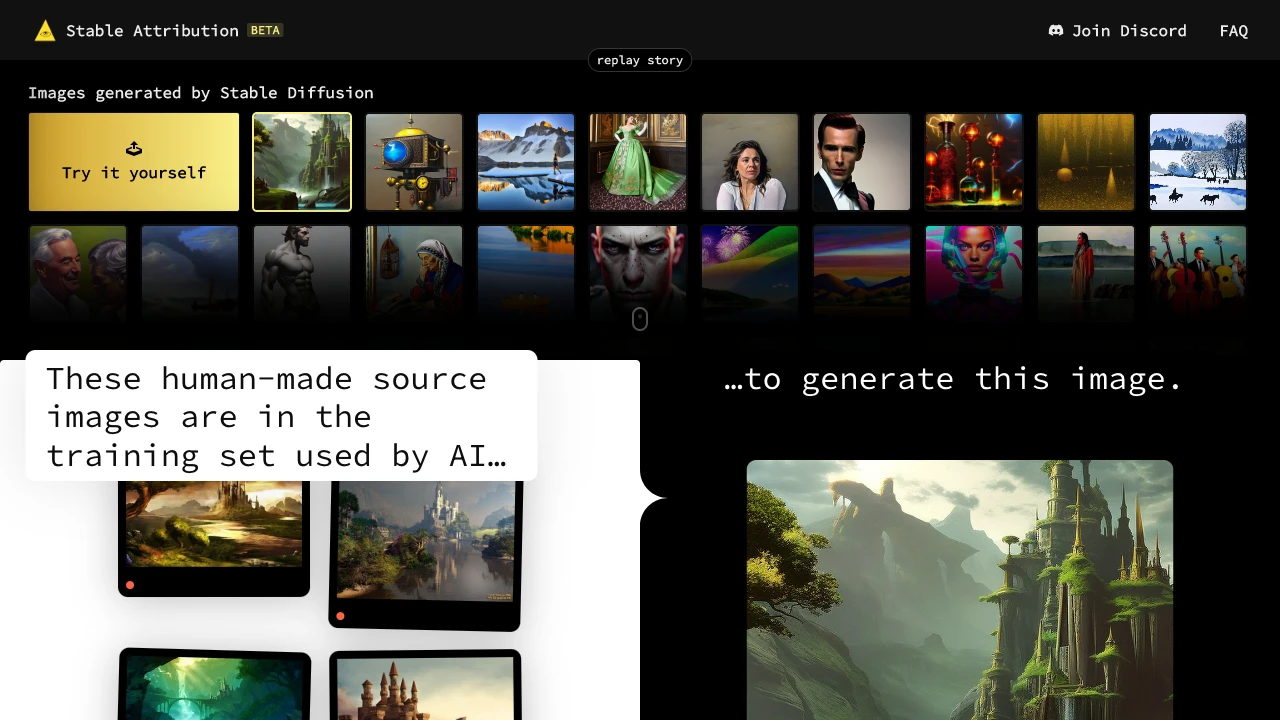 Stable Attribution BETA
Join Discord
FAQ
replay story
Images generated by Stable Diffusion
Try it yourself
These human-made source
images are in the
training set used by AI…
…to generate this image.